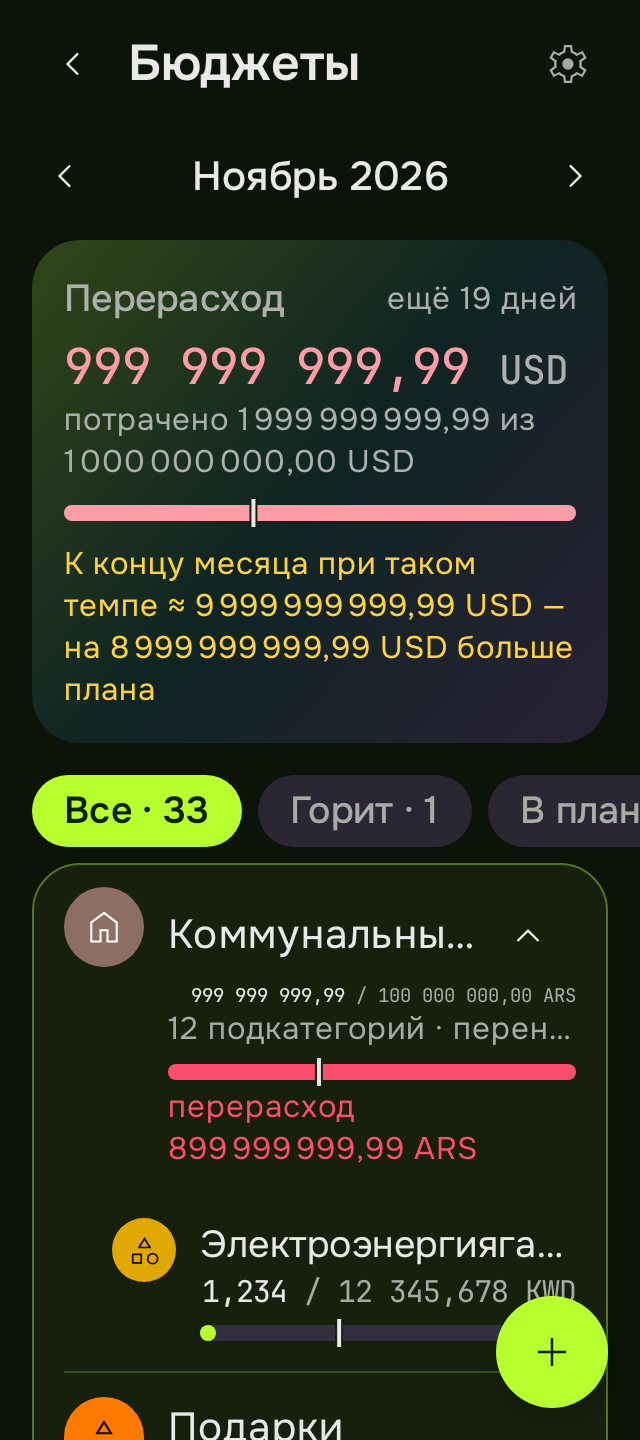 Бюджеты
Ноябрь 2026
Перерасход
ещё 19 дней
999 999 999,99 USD
потрачено 1 999 999 999,99 из
1 000 000 000,00 USD
К концу месяца при таком
темпе ≈ 9 999 999 999,99 USD —
на 8 999 999 999,99 USD больше
плана
Все · 33
Горит · 1
В план
Коммунальны...
999 999 999,99 / 100 000 000,00 ARS
12 подкатегорий · перен...
перерасход
899 999 999,99 ARS
Электроэнергияга...
1,234 / 12 345,678 KWD
Подарки